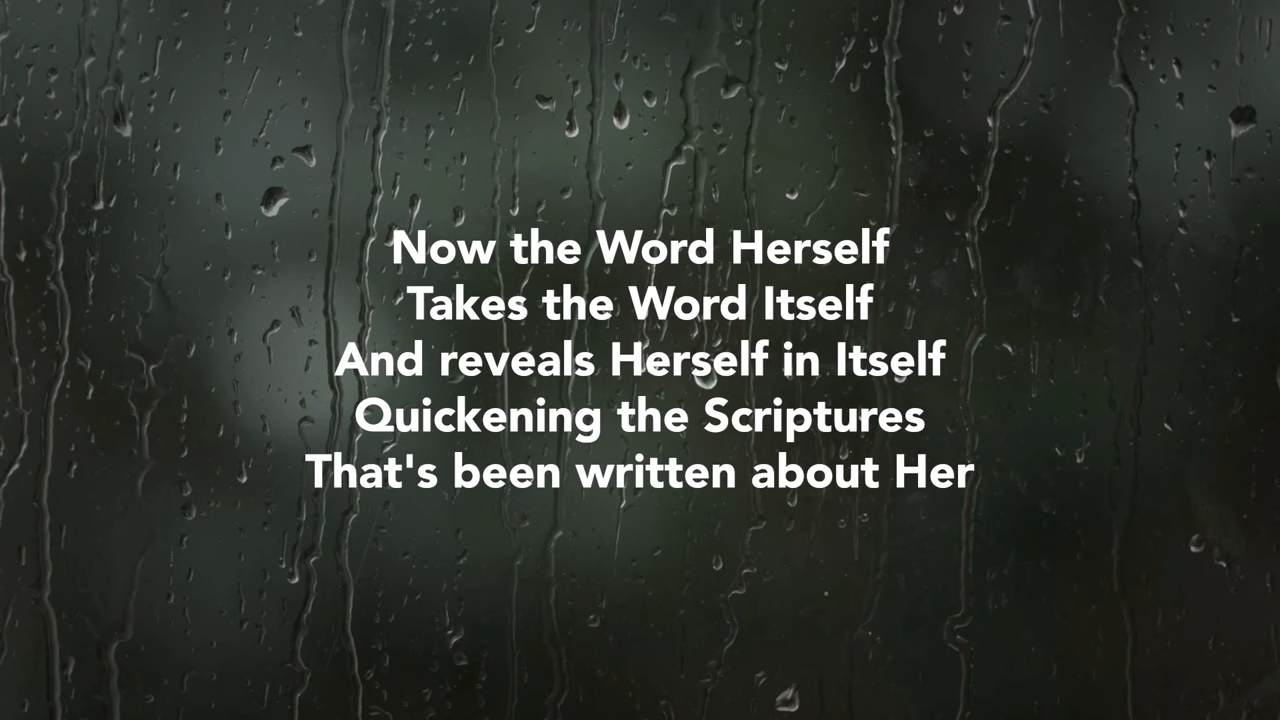 Now the Word Herself
Takes the Word Itself
And reveals Herself in Itself
Quickening the Scriptures
That's been written about Her